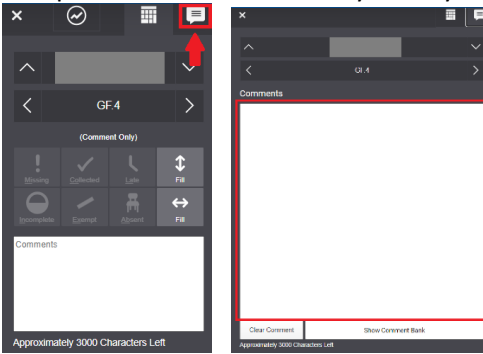 GF.4
(Comment Only)
Missing
Collected
Late
Fill
Incomplete
Exempt
Absent
Fill
Comments
Approximately 3000 Characters Left
GF.4
Comments
Clear Comment
Show Comment Bank
Approximately 3000 Characters Left